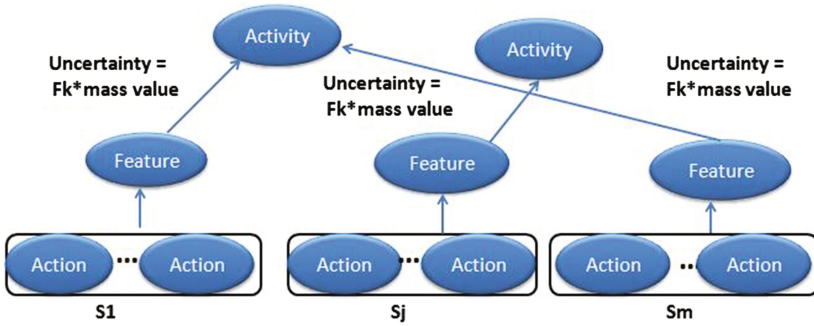 Activity
Activity
Uncertainty =
Fk*mass value
Uncertainty =
Fk*mass value
Uncertainty =
Fk*mass value
Feature
Feature
Feature
Action ... Action
Action ... Action
Action ... Action
S1
Sj
Sm